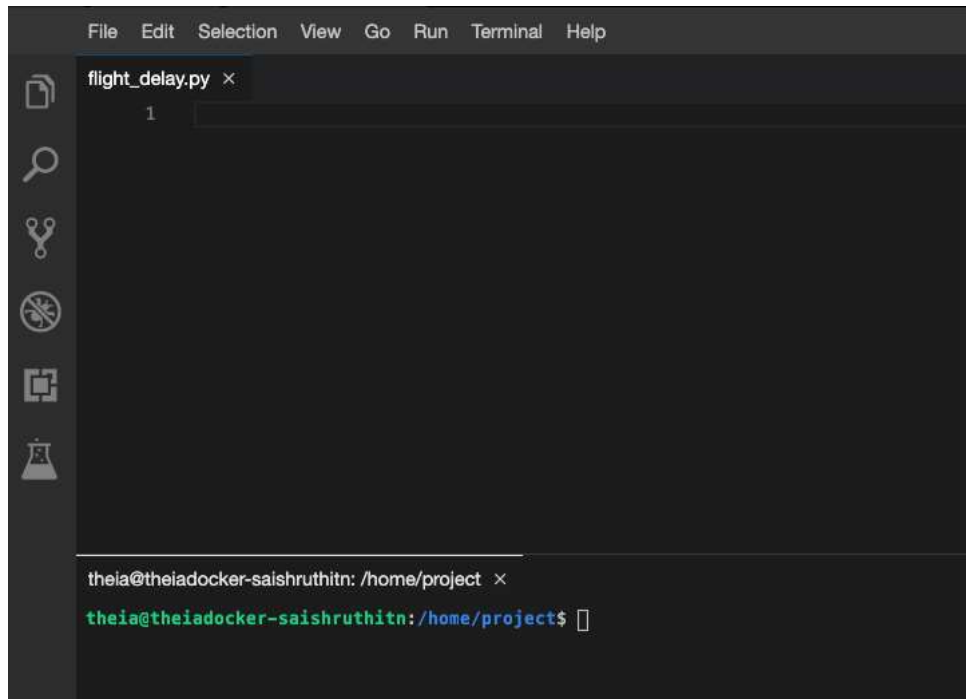 File Edit Selection View Go Run Terminal Help
flight_delay.py ×
1
theia@theiadocker-saishruthitn: /home/project ×
theia@theiadocker-saishruthitn:/home/project$